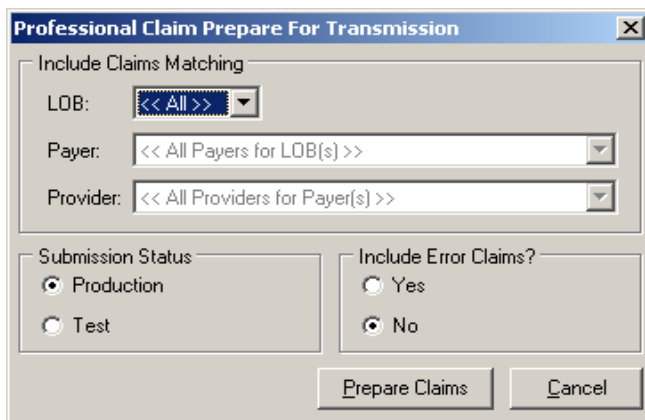 Professional Claim Prepare For Transmission
Include Claims Matching
LOB: << All >>
Payer: << All Payers for LOB(s) >>
Provider: << All Providers for Payer(s) >>
Submission Status Include Error Claims?
Production Yes
Test No
Prepare Claims Cancel